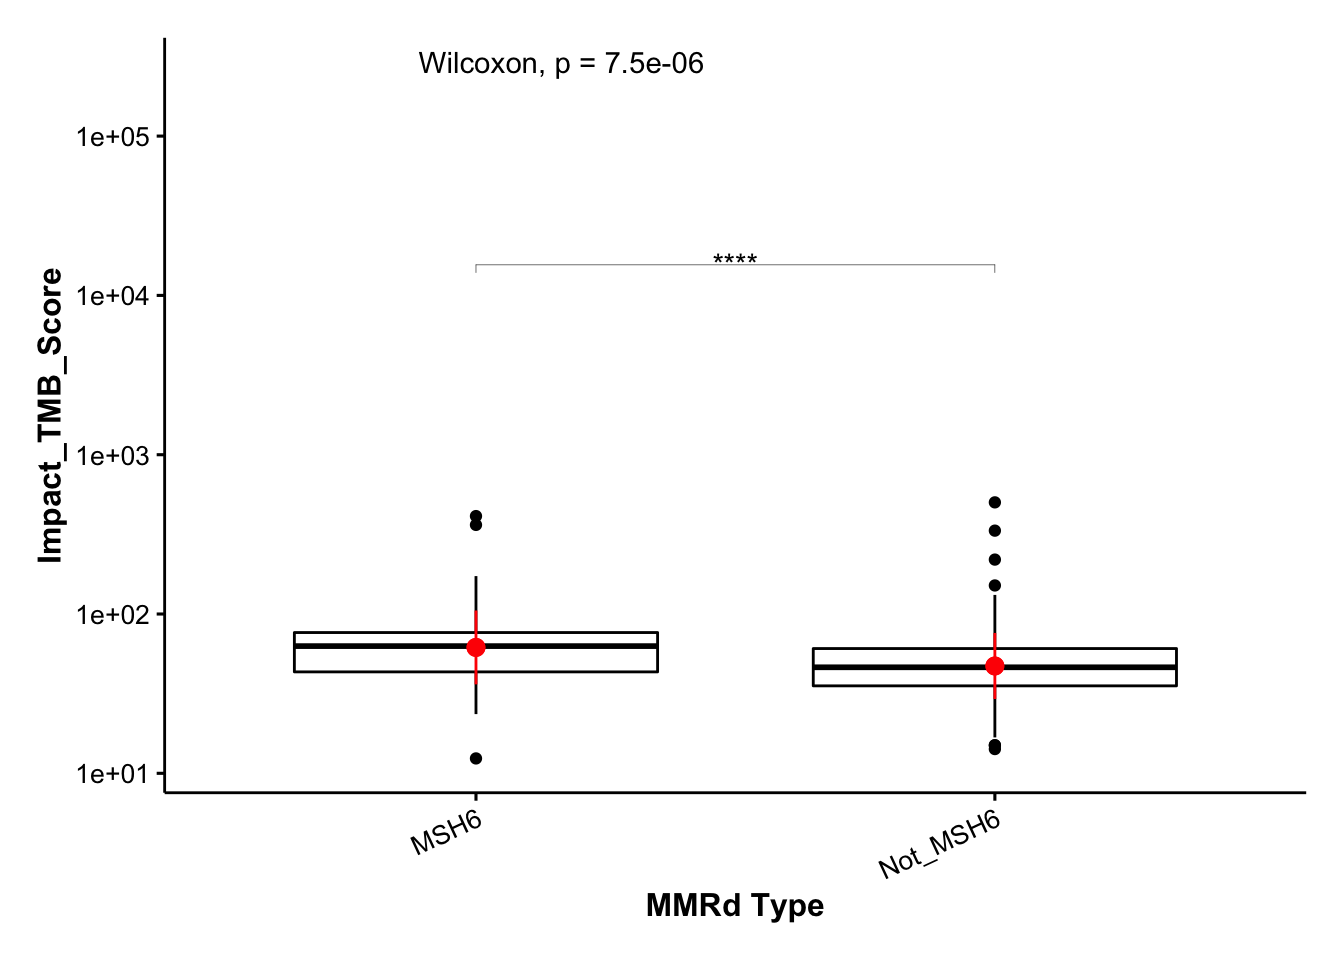 Wilcoxon, p = 7.5e-06
1e+05
****
1e+04
1e+03
1e+02
1e+01
Impact_TMB_Score
MSH6
Not_MSH6
MMRd Type